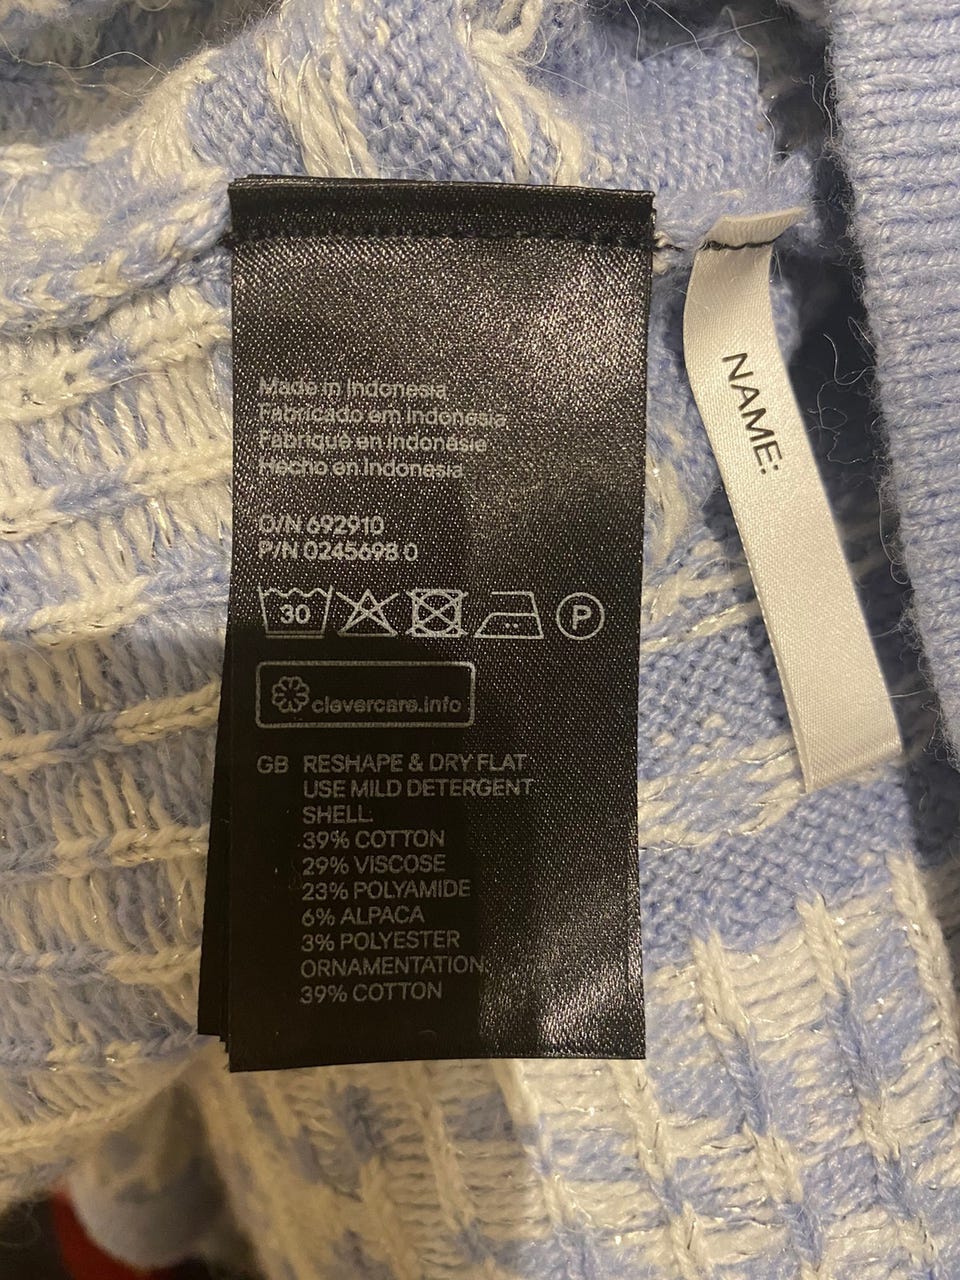 Made in Indonesia
Fabricado em Indonesia
Fabriqué en Indonésie
Hecho en Indonesia
O/N 692910
P/N 0245698 0
30 P
clevercare.info
GB RESHAPE & DRY FLAT
USE MILD DETERGENT
SHELL:
39% COTTON
29% VISCOSE
23% POLYAMIDE
6% ALPACA
3% POLYESTER
ORNAMENTATION:
39% COTTON
NAME: